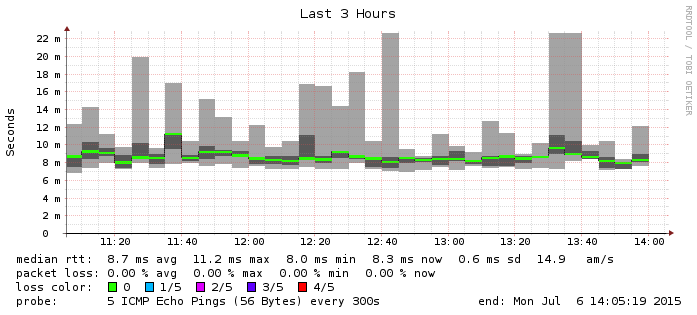 Last 3 Hours
RRDTOOL / TOBI OETIKER
Seconds
22 m
20 m
18 m
16 m
14 m
12 m
10 m
8 m
6 m
4 m
2 m
0
11:20 11:40 12:00 12:20 12:40 13:00 13:20 13:40 14:00
median rtt: 8.7 ms avg 11.2 ms max 8.0 ms min 8.3 ms now 0.6 ms sd 14.9 am/s
packet loss: 0.00 % avg 0.00 % max 0.00 % min 0.00 % now
loss color: 0 1/5 2/5 3/5 4/5
probe: 5 ICMP Echo Pings (56 Bytes) every 300s end: Mon Jul 6 14:05:19 2015